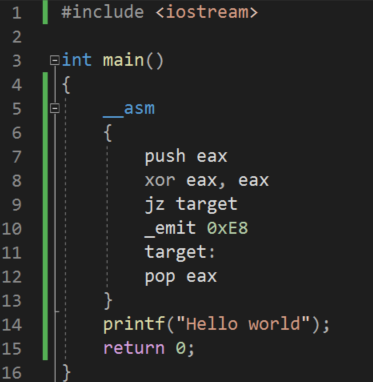 1 #include <iostream>
2
3 int main()
4 {
5 __asm
6 {
7 push eax
8 xor eax, eax
9 jz target
10 _emit 0xE8
11 target:
12 pop eax
13 }
14 printf("Hello world");
15 return 0;
16 }